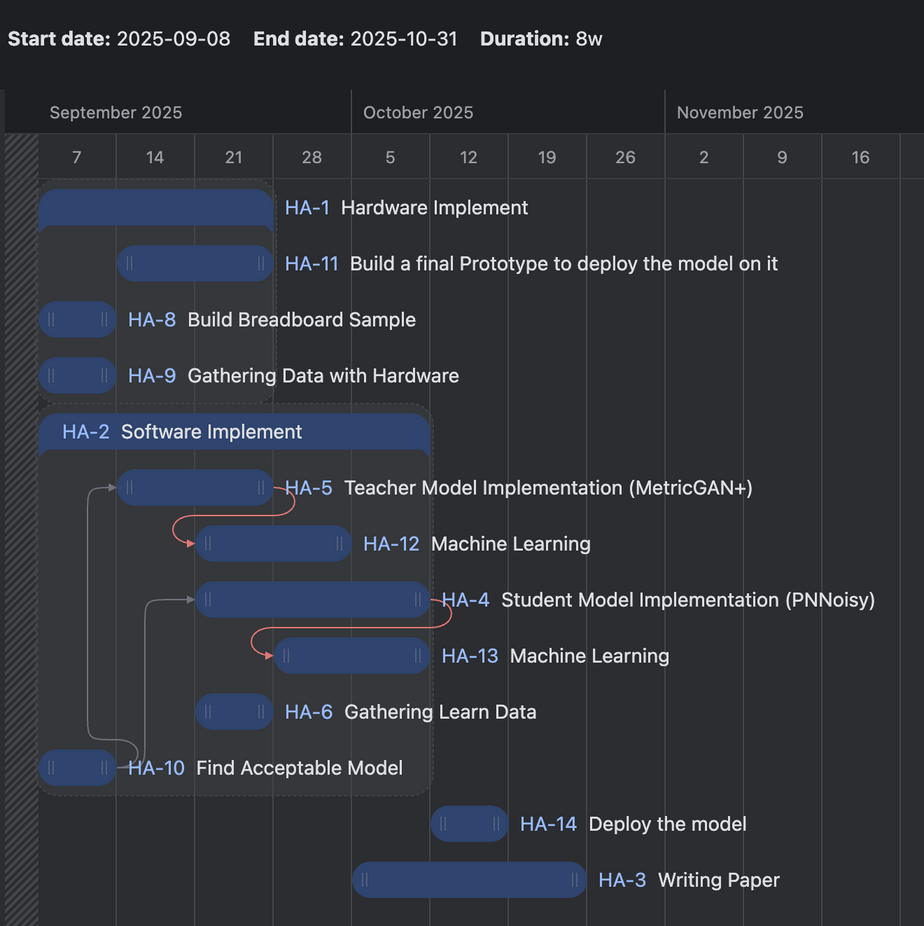 Start date: 2025-09-08 End date: 2025-10-31 Duration: 8w
September 2025 October 2025 November 2025
7 14 21 28 5 12 19 26 2 9 16
HA-1 Hardware Implement
HA-11 Build a final Prototype to deploy the model on it
HA-8 Build Breadboard Sample
HA-9 Gathering Data with Hardware
HA-2 Software Implement
HA-5 Teacher Model Implementation (MetricGAN+)
HA-12 Machine Learning
HA-4 Student Model Implementation (PNNoisy)
HA-13 Machine Learning
HA-6 Gathering Learn Data
HA-10 Find Acceptable Model
HA-14 Deploy the model
HA-3 Writing Paper